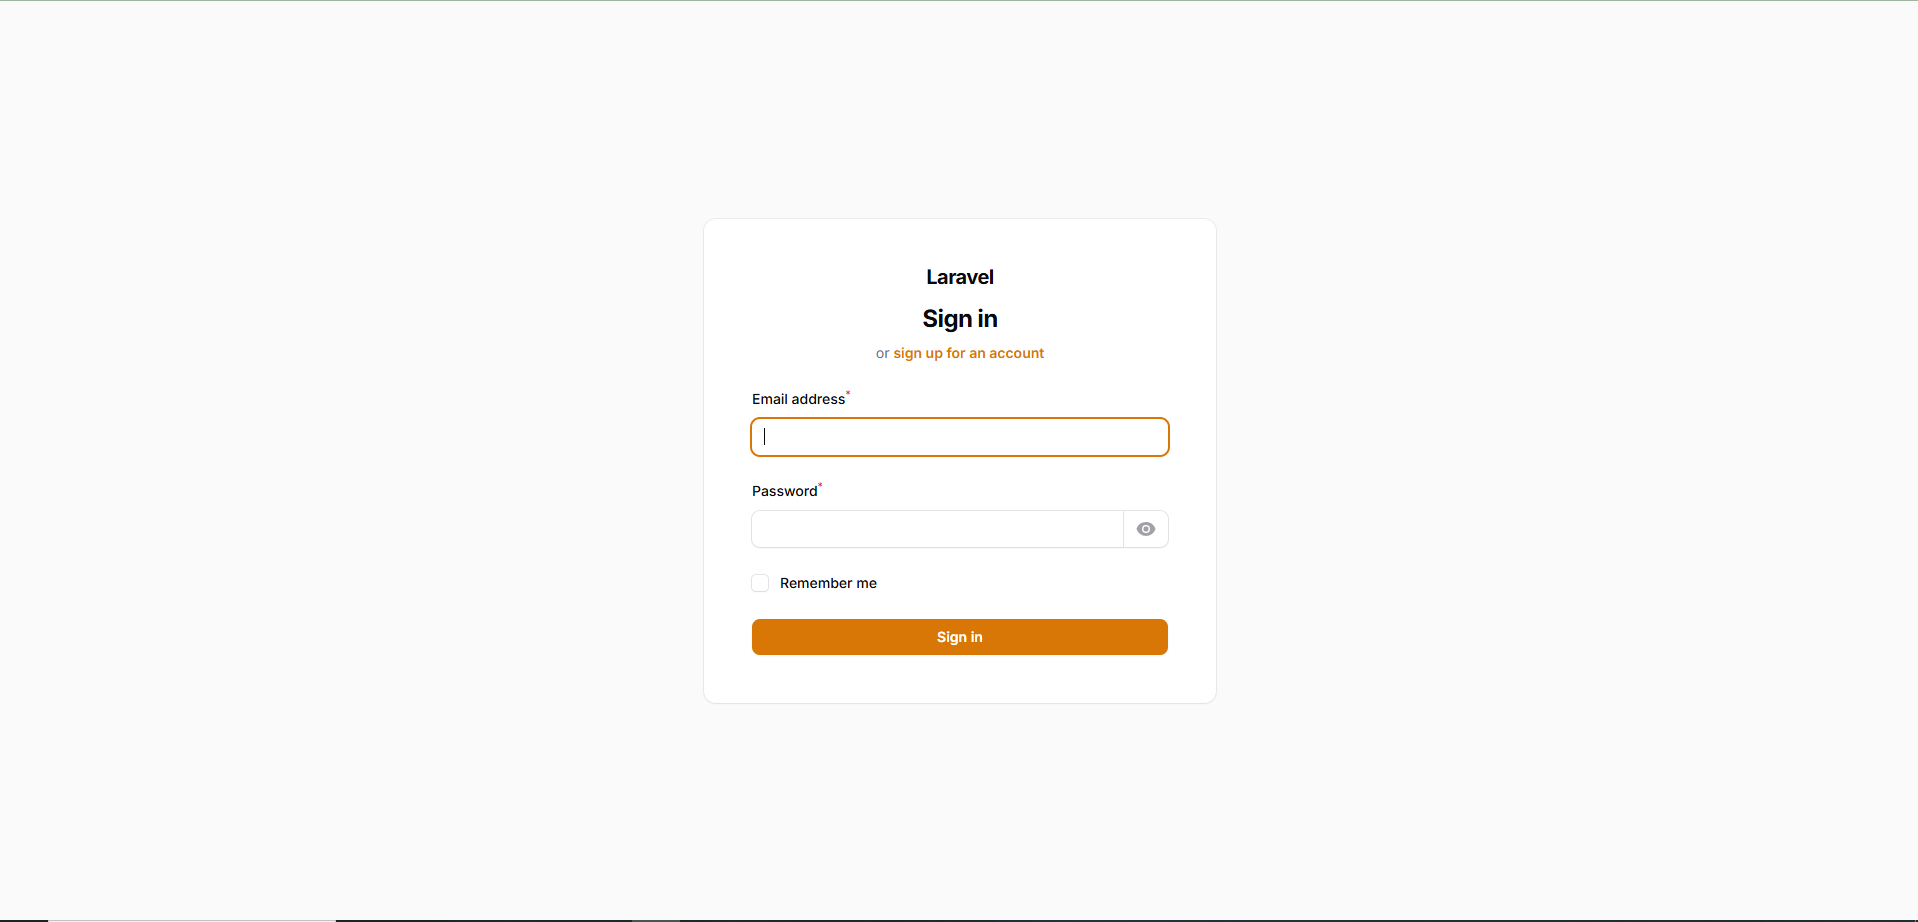 Laravel
Sign in
or sign up for an account
Email address*
Password*
Remember me
Sign in